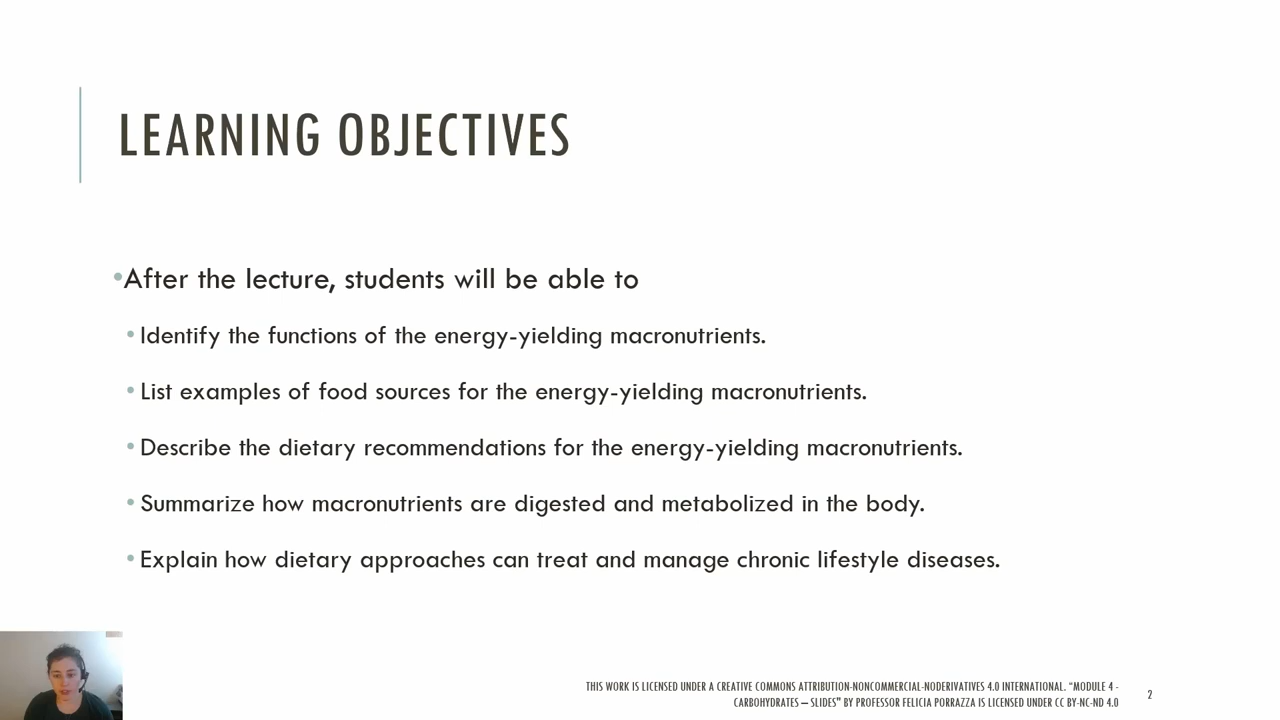 LEARNING OBJECTIVES
•After the lecture, students will be able to
• Identify the functions of the energy-yielding macronutrients.
• List examples of food sources for the energy-yielding macronutrients.
• Describe the dietary recommendations for the energy-yielding macronutrients.
• Summarize how macronutrients are digested and metabolized in the body.
• Explain how dietary approaches can treat and manage chronic lifestyle diseases.
THIS WORK IS LICENSED UNDER A CREATIVE COMMONS ATTRIBUTION-NONCOMMERCIAL-NODERIVATIVES 4.0 INTERNATIONAL. “MODULE 4 -
CARBOHYDRATES – SLIDES” BY PROFESSOR FELICIA PORRAZZA IS LICENSED UNDER CC BY-NC-ND 4.0
2